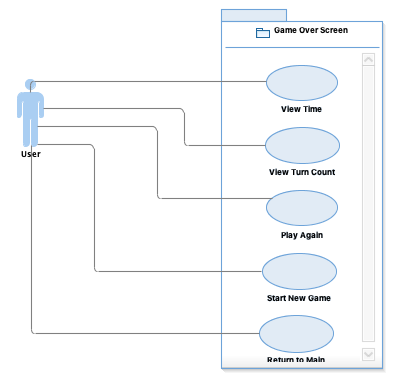 Game Over Screen
View Time
User
View Turn Count
Play Again
Start New Game
Return to Main